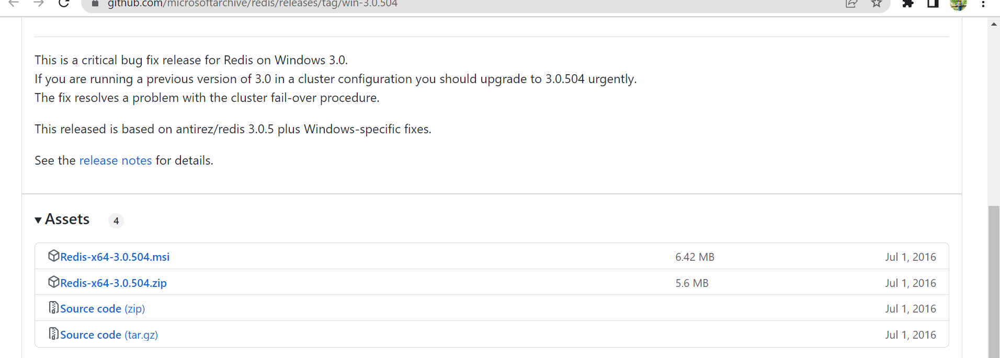 github.com/microsoftarchive/redis/releases/tag/win-3.0.504
This is a critical bug fix release for Redis on Windows 3.0.
If you are running a previous version of 3.0 in a cluster configuration you should upgrade to 3.0.504 urgently.
The fix resolves a problem with the cluster fail-over procedure.
This released is based on antirez/redis 3.0.5 plus Windows-specific fixes.
See the release notes for details.
Assets 4
Redis-x64-3.0.504.msi 6.42 MB Jul 1, 2016
Redis-x64-3.0.504.zip 5.6 MB Jul 1, 2016
Source code (zip) Jul 1, 2016
Source code (tar.gz) Jul 1, 2016